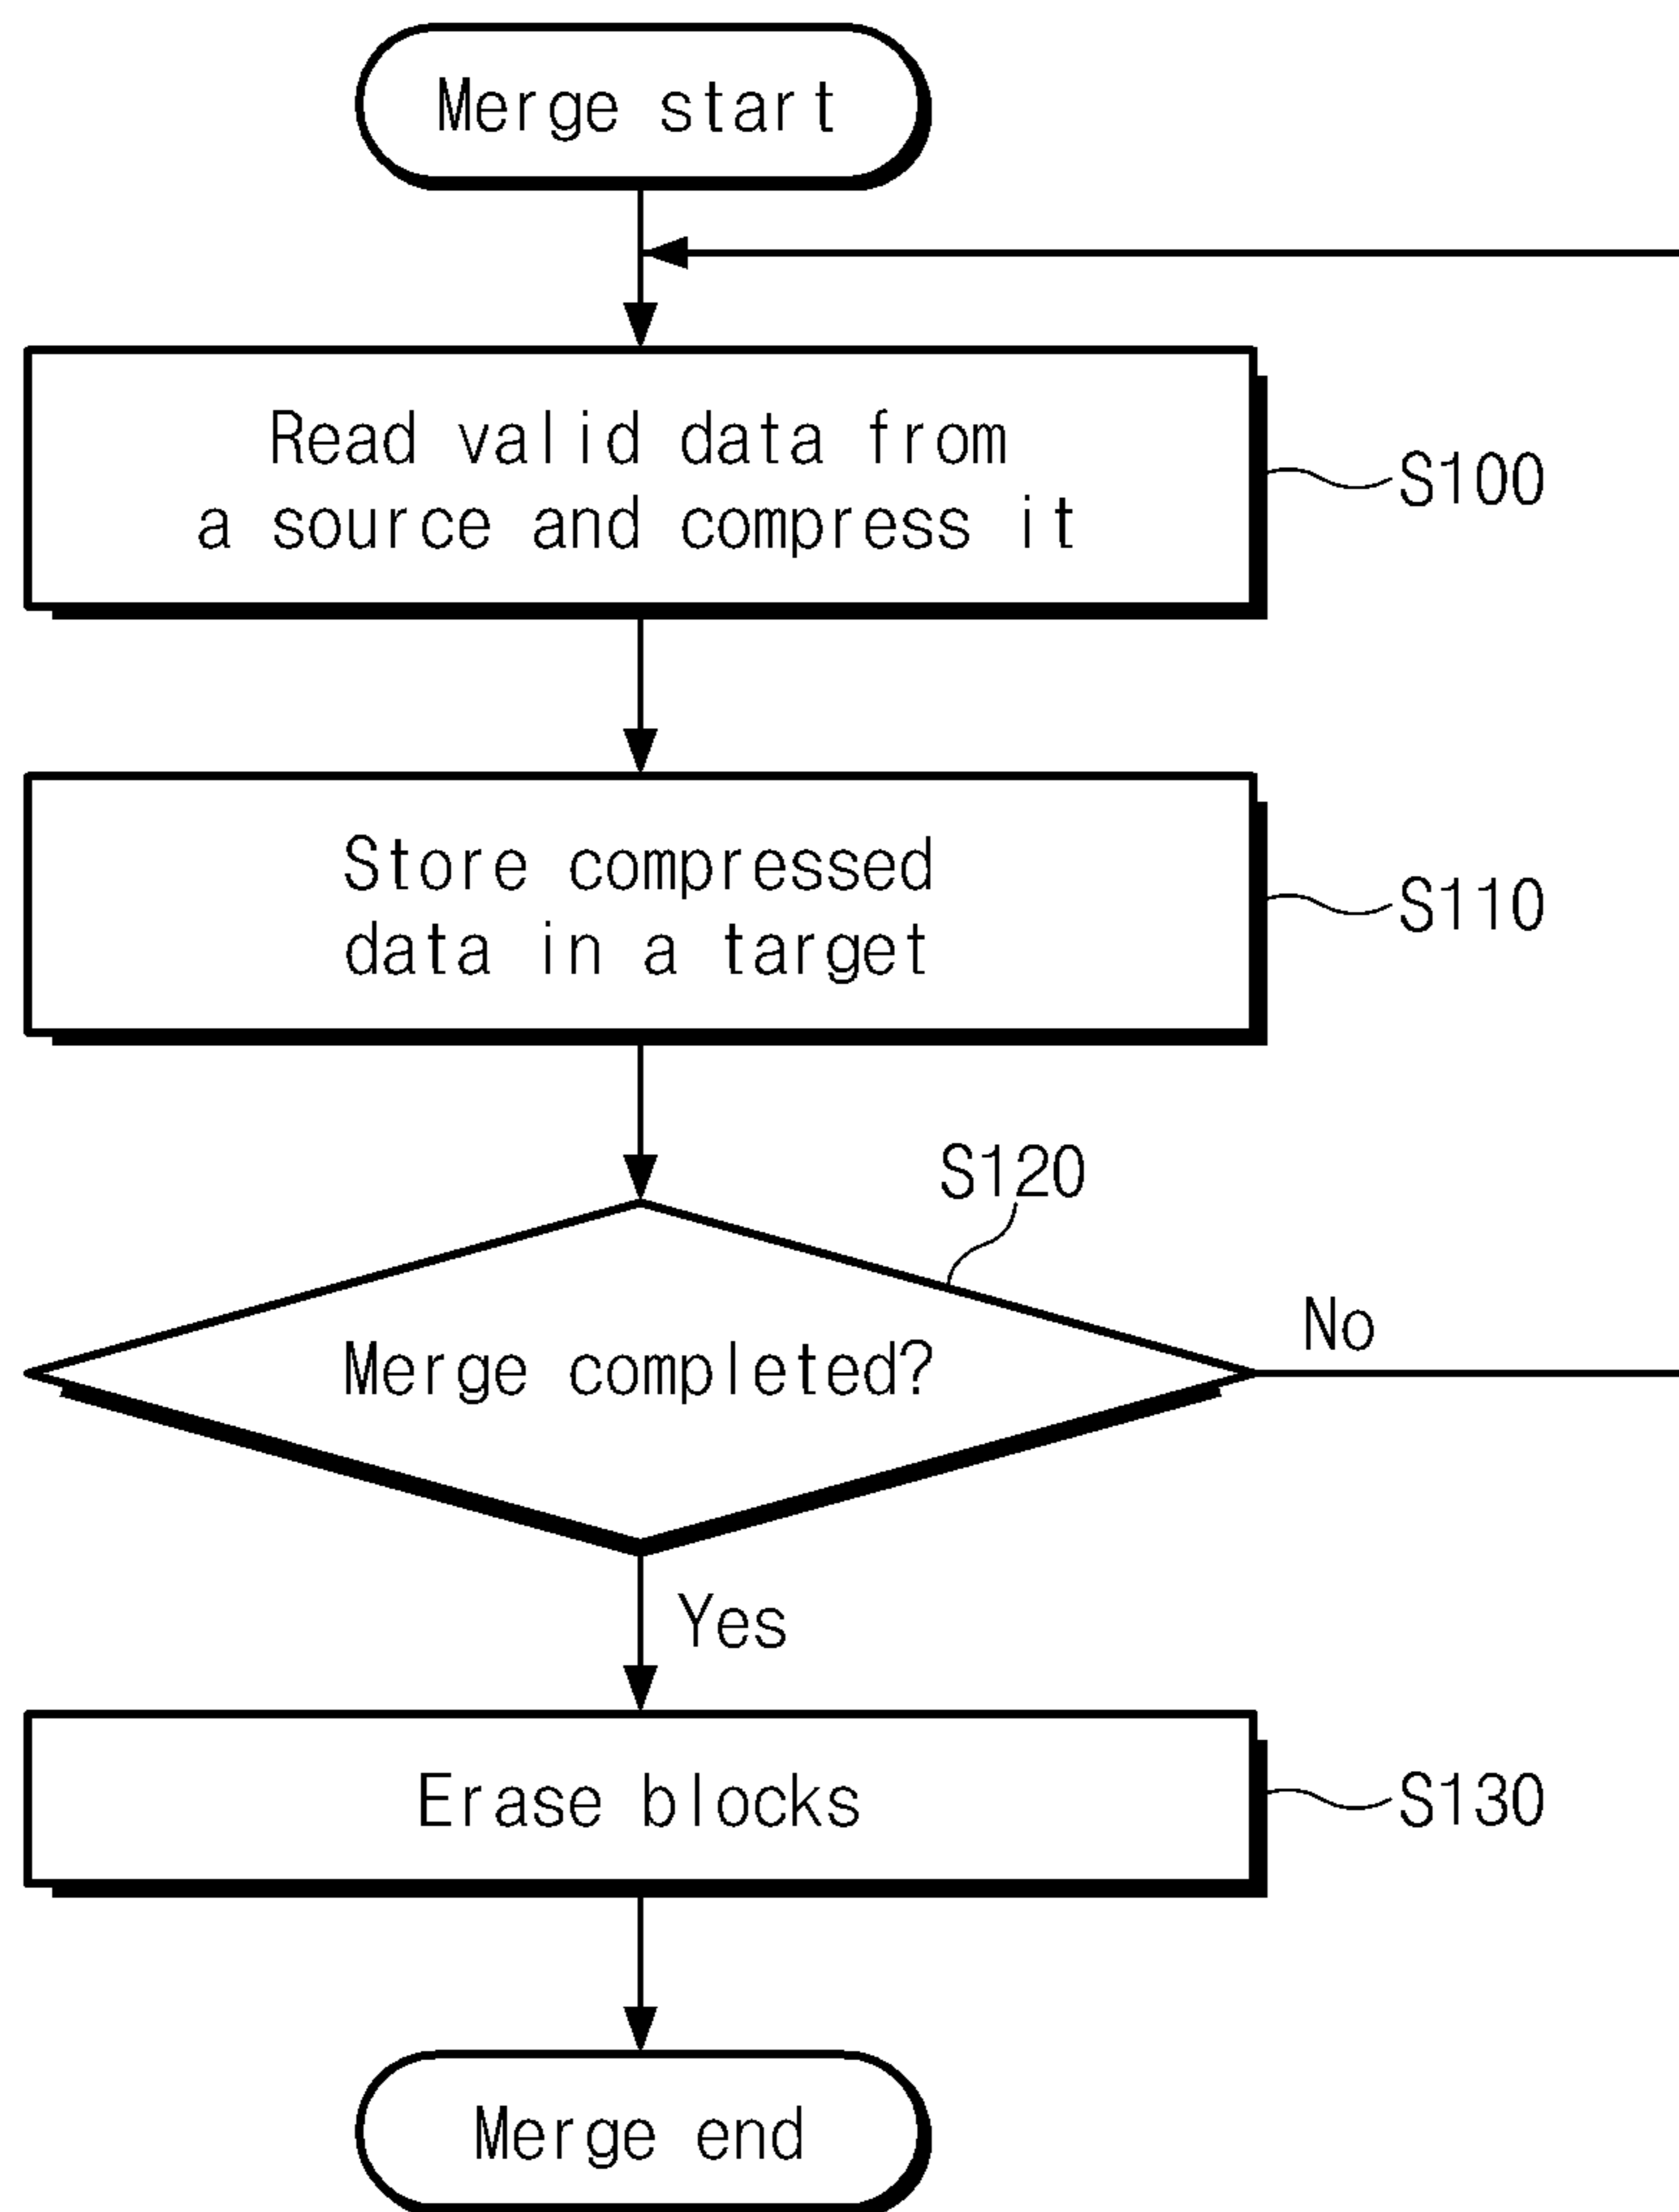 Merge start
Read valid data from
a source and compress it
S100
Store compressed
data in a target
S110
S120
Merge completed?
No
Yes
Erase blocks
S130
Merge end